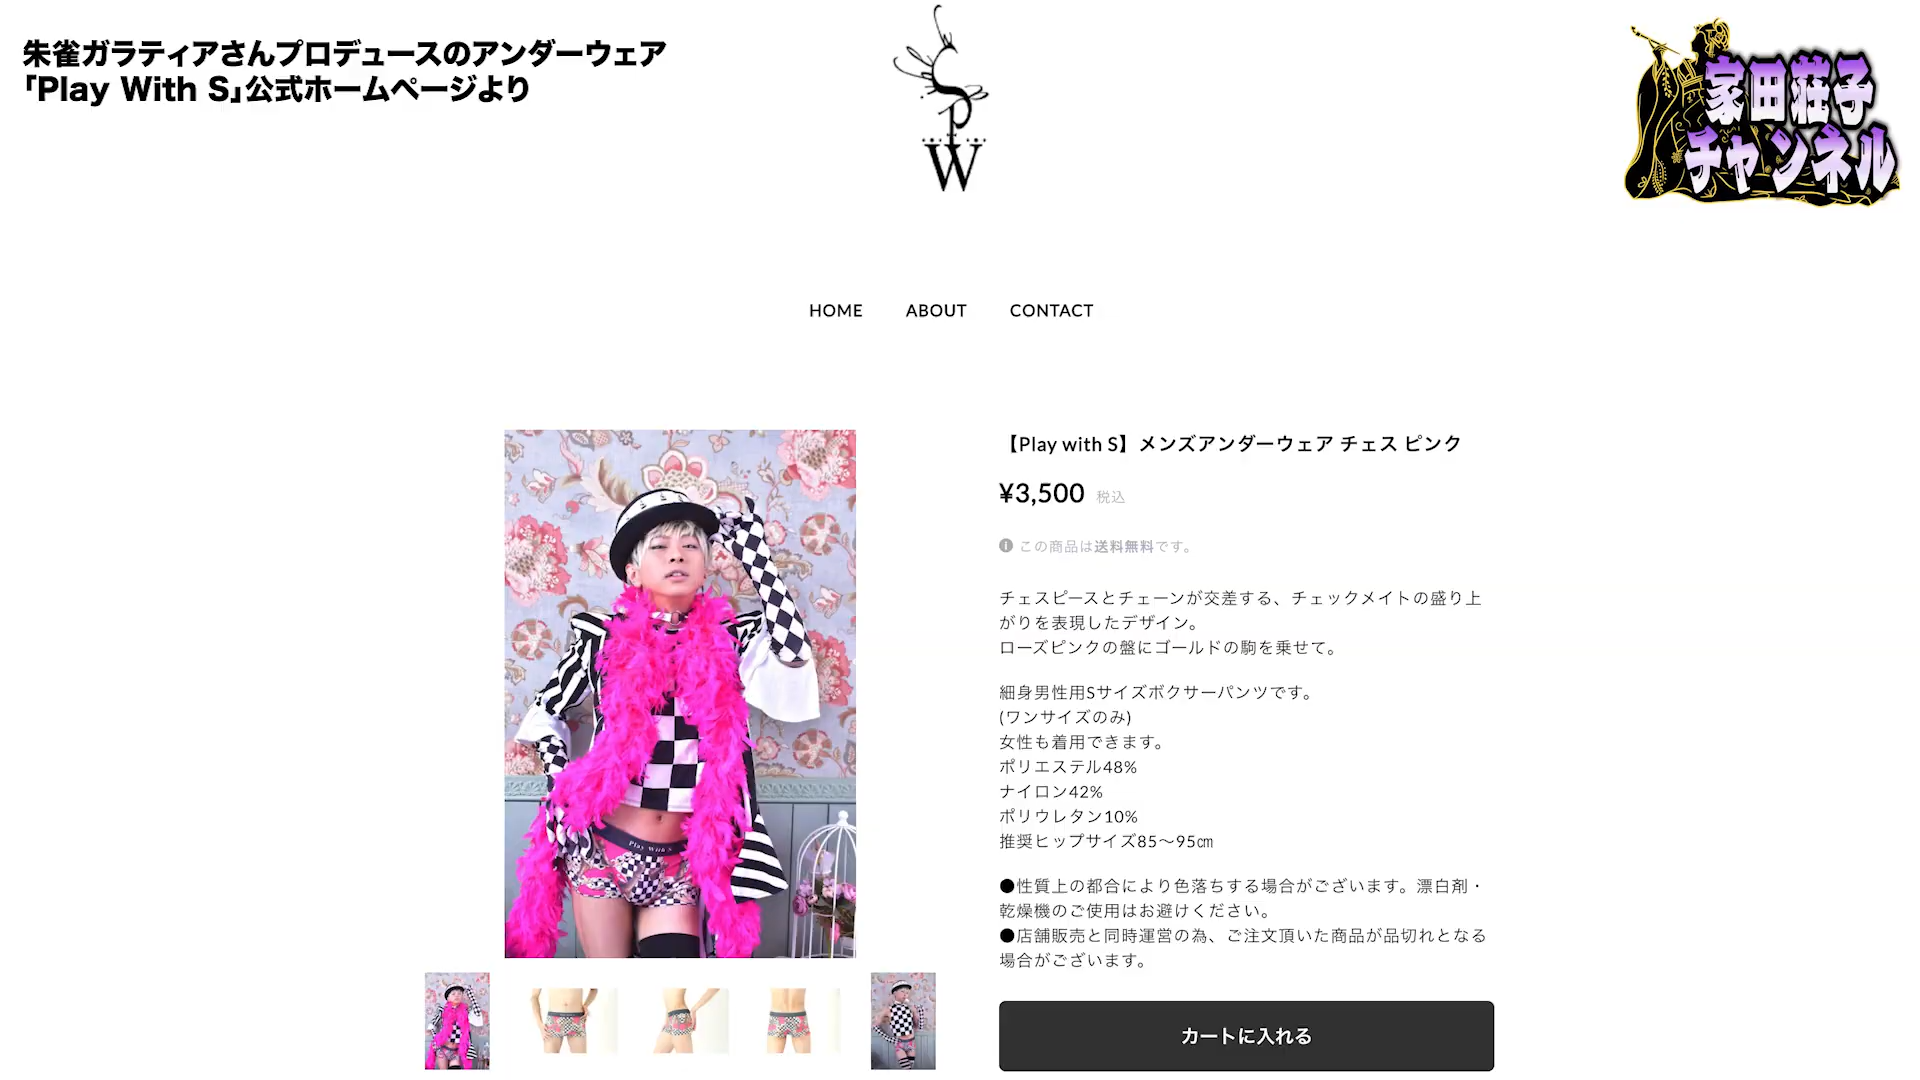 朱雀ガラティアさんプロデュースのアンダーウェア
「Play With S」公式ホームページより
S
P
W
家田荘子
チャンネル
HOME ABOUT CONTACT
【Play with S】メンズアンダーウェア チェス ピンク
¥3,500 税込
この商品は送料無料です。
チェスピースとチェーンが交差する、チェックメイトの盛り上
がりを表現したデザイン。
ローズピンクの盤にゴールドの駒を乗せて。
細身男性用Sサイズボクサーパンツです。
(ワンサイズのみ)
女性も着用できます。
ポリエステル48%
ナイロン42%
ポリウレタン10%
推奨ヒップサイズ85〜95㎝
●性質上の都合により色落ちする場合がございます。漂白剤・
乾燥機のご使用はお避けください。
●店舗販売と同時運営の為、ご注文頂いた商品が品切れとなる
場合がございます。
Play With S
カートに入れる